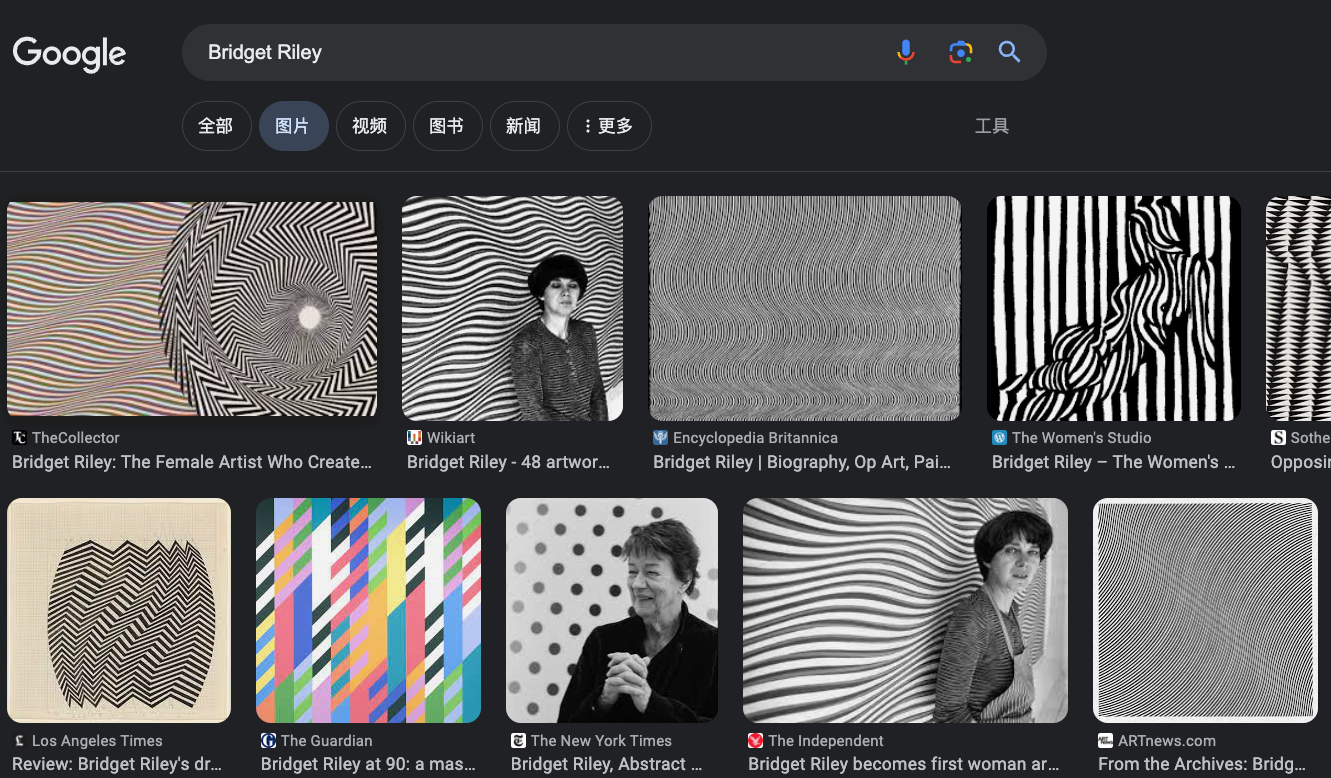 Google
Bridget Riley
全部
图片
视频
图书
新闻
更多
工具
TheCollector
Bridget Riley: The Female Artist Who Create...
Wikiart
Bridget Riley - 48 artwor...
Encyclopedia Britannica
Bridget Riley | Biography, Op Art, Pai...
The Women's Studio
Bridget Riley – The Women's ...
Sothe
Opposin
Los Angeles Times
Review: Bridget Riley's dr...
The Guardian
Bridget Riley at 90: a mas...
The New York Times
Bridget Riley, Abstract ...
The Independent
Bridget Riley becomes first woman ar...
ARTnews.com
From the Archives: Bridg...